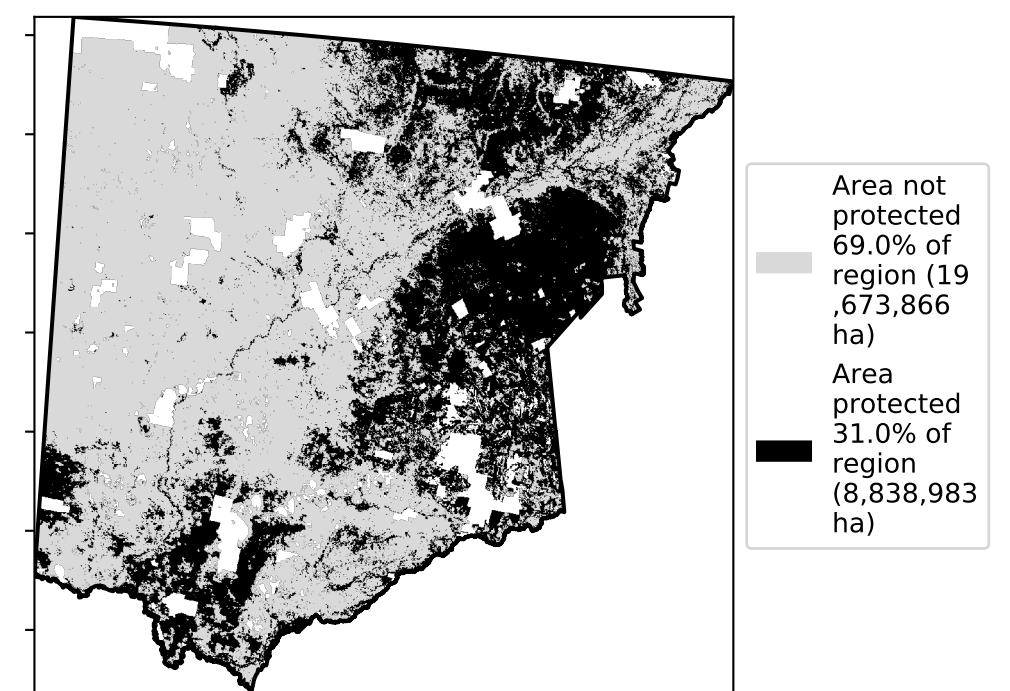 Area not
protected
69.0% of
region (19
,673,866
ha)
Area
protected
31.0% of
region
(8,838,983
ha)